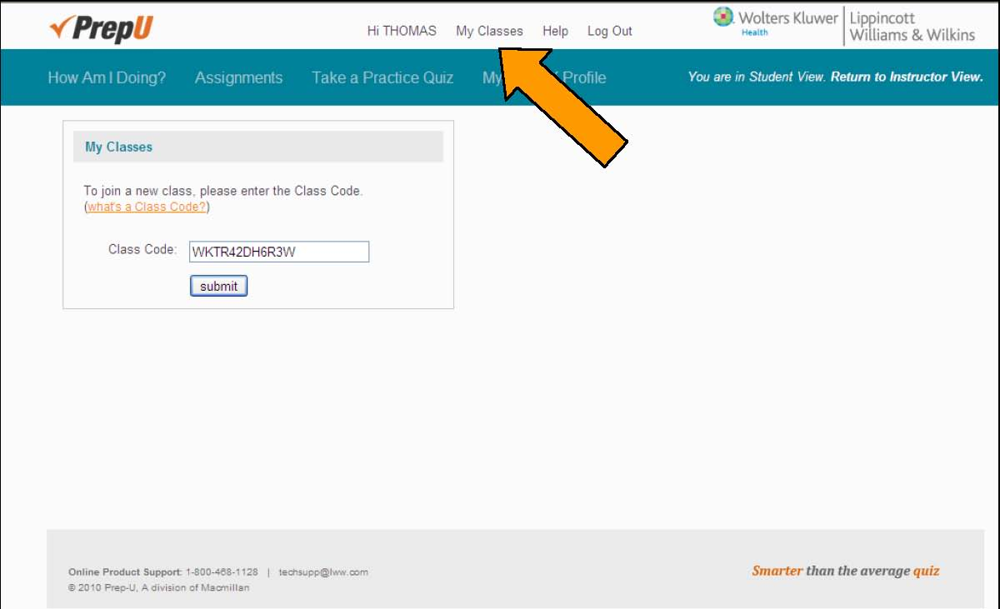 PrepU
Hi THOMAS My Classes Help Log Out
Wolters Kluwer
Health
Lippincott
Williams & Wilkins
How Am I Doing? Assignments Take a Practice Quiz My Profile
You are in Student View. Return to Instructor View.
My Classes
To join a new class, please enter the Class Code.
(what's a Class Code?)
Class Code: WKTR42DH6R3W
submit
Online Product Support: 1-800-468-1128 | techsupp@lww.com
© 2010 Prep-U, A division of Macmillan
Smarter than the average quiz